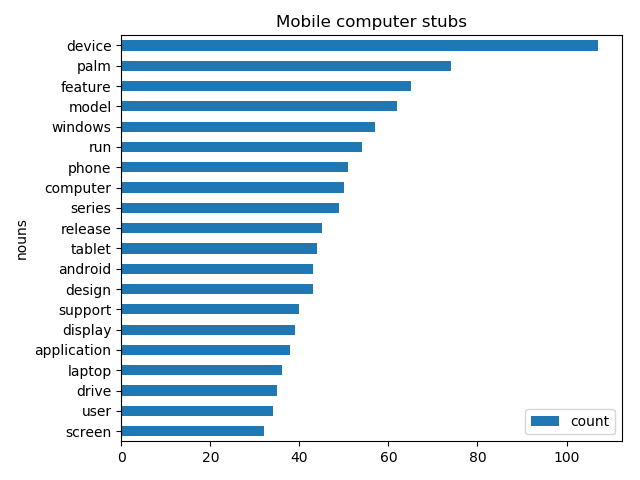 Mobile computer stubs
device
palm
feature
model
windows
run
phone
computer
series
release
tablet
android
design
support
display
application
laptop
drive
user
screen
nouns
0 20 40 60 80 100
count